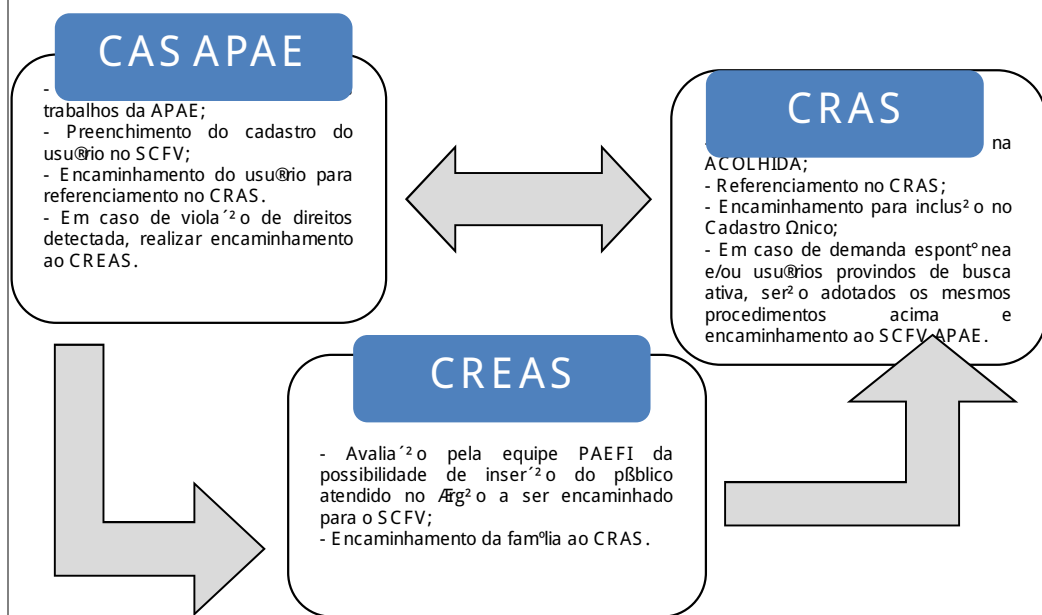 CAS APAE
-
trabalhos da APAE;
- Preenchimento do cadastro do
usu®rio no SCFV;
- Encaminhamento do usu®rio para
referenciamento no CRAS.
- Em caso de viola´²o de direitos
detectada, realizar encaminhamento
ao CREAS.
CRAS
na
ACOLHIDA;
- Referenciamento no CRAS;
- Encaminhamento para inclus²o no
Cadastro Ωnico;
- Em caso de demanda espont°nea
e/ou usu®rios provindos de busca
ativa, ser²o adotados os mesmos
procedimentos acima e
encaminhamento ao SCFV-APAE.
CREAS
- Avalia´²o pela equipe PAEFI da
possibilidade de inser´²o do pßblico
atendido no Ærg²o a ser encaminhado
para o SCFV;
- Encaminhamento da famºlia ao CRAS.